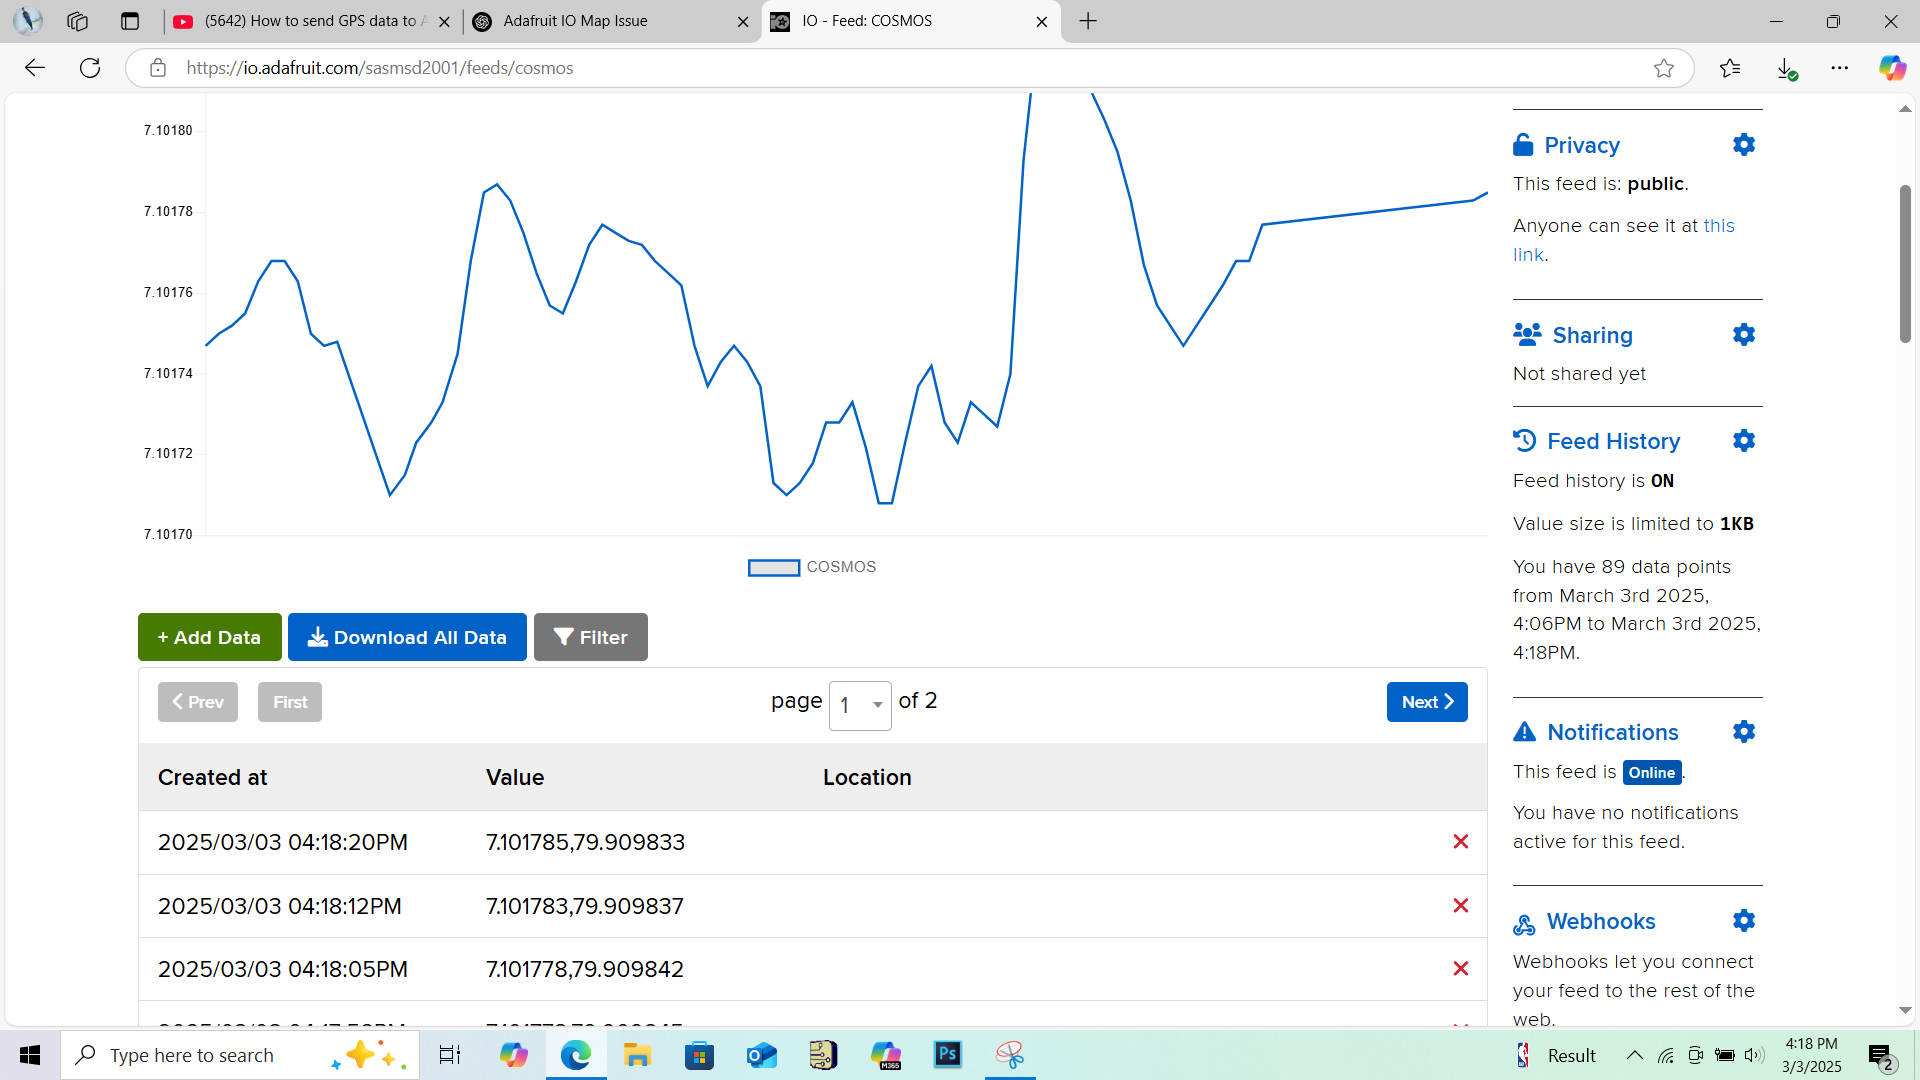 (5642) How to send GPS data to A
Adafruit IO Map Issue
IO - Feed: COSMOS
https://io.adafruit.com/sasmsd2001/feeds/cosmos
7.10180
7.10178
7.10176
7.10174
7.10172
7.10170
COSMOS
+ Add Data
Download All Data
Filter
Prev
First
page 1 of 2
Next
Created at Value Location
2025/03/03 04:18:20PM 7.101785,79.909833
2025/03/03 04:18:12PM 7.101783,79.909837
2025/03/03 04:18:05PM 7.101778,79.909842
Privacy
This feed is: public.
Anyone can see it at this
link.
Sharing
Not shared yet
Feed History
Feed history is ON
Value size is limited to 1KB
You have 89 data points
from March 3rd 2025,
4:06PM to March 3rd 2025,
4:18PM.
Notifications
This feed is Online.
You have no notifications
active for this feed.
Webhooks
Webhooks let you connect
your feed to the rest of the
web.
Type here to search
M365
Ps
Result
4:18 PM
3/3/2025
2